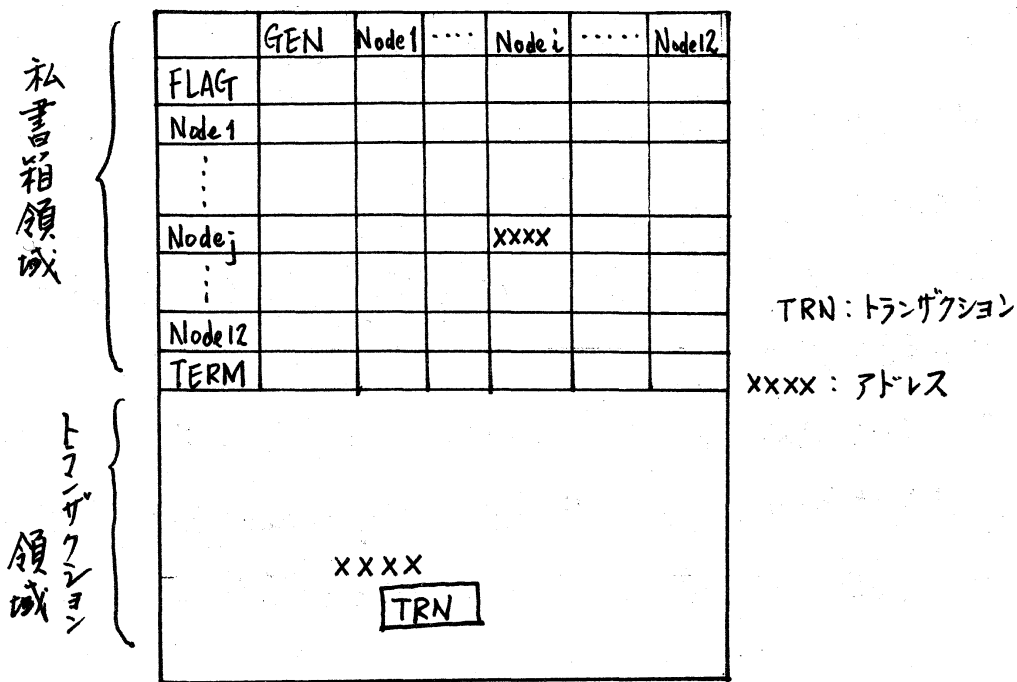 GEN Node1 ···· Node i ····· Node12
FLAG
Node1
Nodej xxxx
Node12
TERM
私書箱領域
TRN：トランザクション
xxxx：アドレス
トランザクション
領域
xxxx
TRN